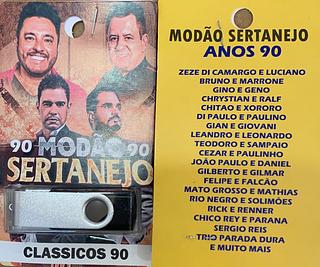 90 MODÃO 90
SERTANEJO
CLASSICOS 90
MODÃO SERTANEJO
ANOS 90
ZEZE DI CAMARGO E LUCIANO
BRUNO E MARRONE
GINO E GENO
CHRYSTIAN E RALF
CHITAO E XORORO
DI PAULO E PAULINO
GIAN E GIOVANI
LEANDRO E LEONARDO
TEODORO E SAMPAIO
CEZAR E PAULINHO
JOÃO PAULO E DANIEL
GILBERTO E GILMAR
FELIPE E FALCÃO
MATO GROSSO E MATHIAS
RIO NEGRO E SOLIMÕES
RICK E RENNER
CHICO REY E PARANA
SERGIO REIS
TRIO PARADA DURA
E MUITO MAIS